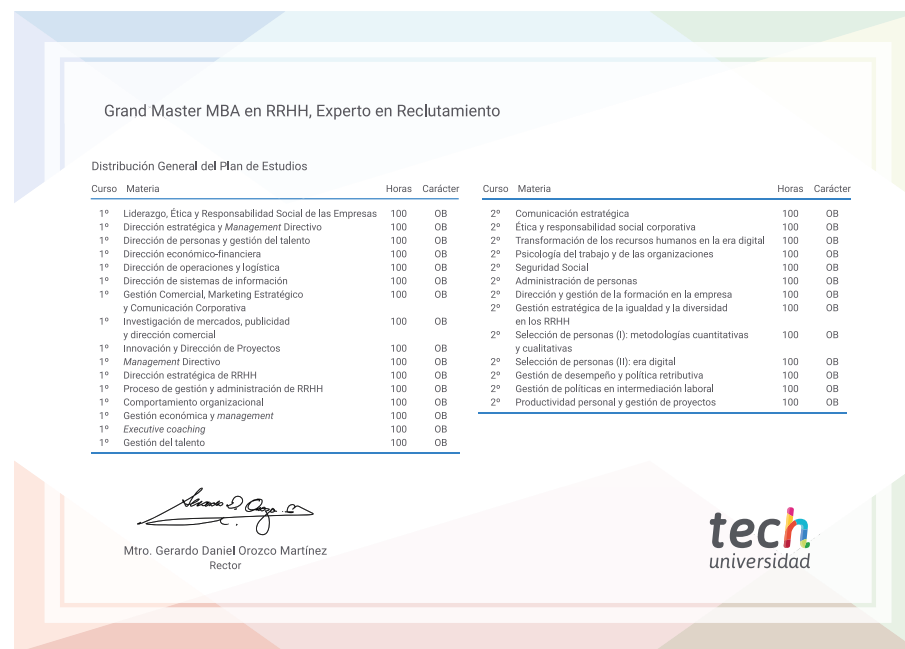 Grand Master MBA en RRHH, Experto en Reclutamiento
Distribución General del Plan de Estudios
Curso Materia Horas Carácter
1º Liderazgo, Ética y Responsabilidad Social de las Empresas 100 OB
1º Dirección estratégica y Management Directivo 100 OB
1º Dirección de personas y gestión del talento 100 OB
1º Dirección económico-financiera 100 OB
1º Dirección de operaciones y logística 100 OB
1º Dirección de sistemas de información 100 OB
1º Gestión Comercial, Marketing Estratégico 100 OB
y Comunicación Corporativa
1º Investigación de mercados, publicidad 100 OB
y dirección comercial
1º Innovación y Dirección de Proyectos 100 OB
1º Management Directivo 100 OB
1º Dirección estratégica de RRHH 100 OB
1º Proceso de gestión y administración de RRHH 100 OB
1º Comportamiento organizacional 100 OB
1º Gestión económica y management 100 OB
1º Executive coaching 100 OB
1º Gestión del talento 100 OB
Curso Materia Horas Carácter
2º Comunicación estratégica 100 OB
2º Ética y responsabilidad social corporativa 100 OB
2º Transformación de los recursos humanos en la era digital 100 OB
2º Psicología del trabajo y de las organizaciones 100 OB
2º Seguridad Social 100 OB
2º Administración de personas 100 OB
2º Dirección y gestión de la formación en la empresa 100 OB
2º Gestión estratégica de la igualdad y la diversidad 100 OB
en los RRHH
2º Selección de personas (I): metodologías cuantitativas 100 OB
y cualitativas
2º Selección de personas (II): era digital 100 OB
2º Gestión de desempeño y política retributiva 100 OB
2º Gestión de políticas en intermediación laboral 100 OB
2º Productividad personal y gestión de proyectos 100 OB
Mtro. Gerardo Daniel Orozco Martínez
Rector
tech
universidad